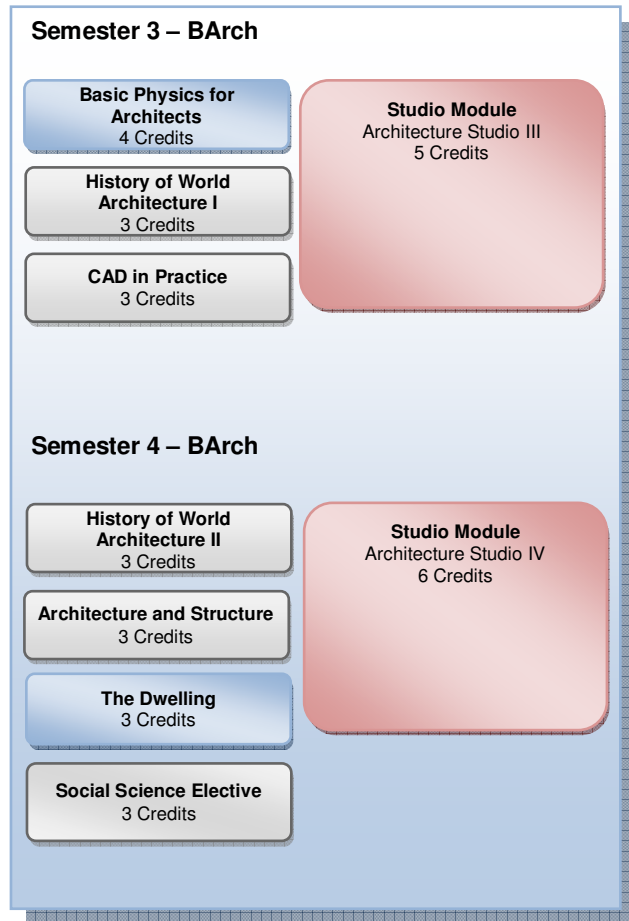 Semester 3 – BArch
Basic Physics for
Architects
4 Credits
History of World
Architecture I
3 Credits
CAD in Practice
3 Credits
Studio Module
Architecture Studio III
5 Credits
Semester 4 – BArch
History of World
Architecture II
3 Credits
Architecture and Structure
3 Credits
The Dwelling
3 Credits
Social Science Elective
3 Credits
Studio Module
Architecture Studio IV
6 Credits